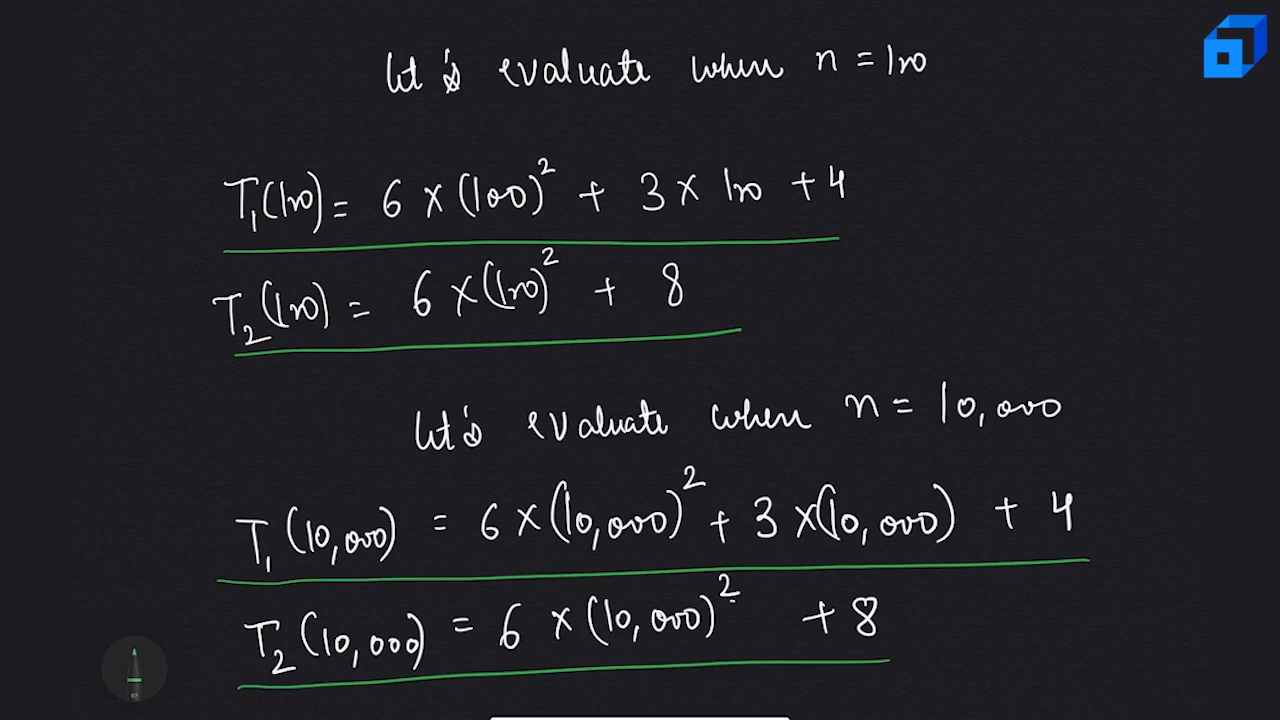 Let's evaluate when n = 100
T₁(100) = 6 × (100)² + 3 × 100 + 4
T₂(100) = 6 × (100)² + 8
Let's evaluate when n = 10,000
T₁(10,000) = 6 × (10,000)² + 3 × (10,000) + 4
T₂(10,000) = 6 × (10,000)² + 8
97